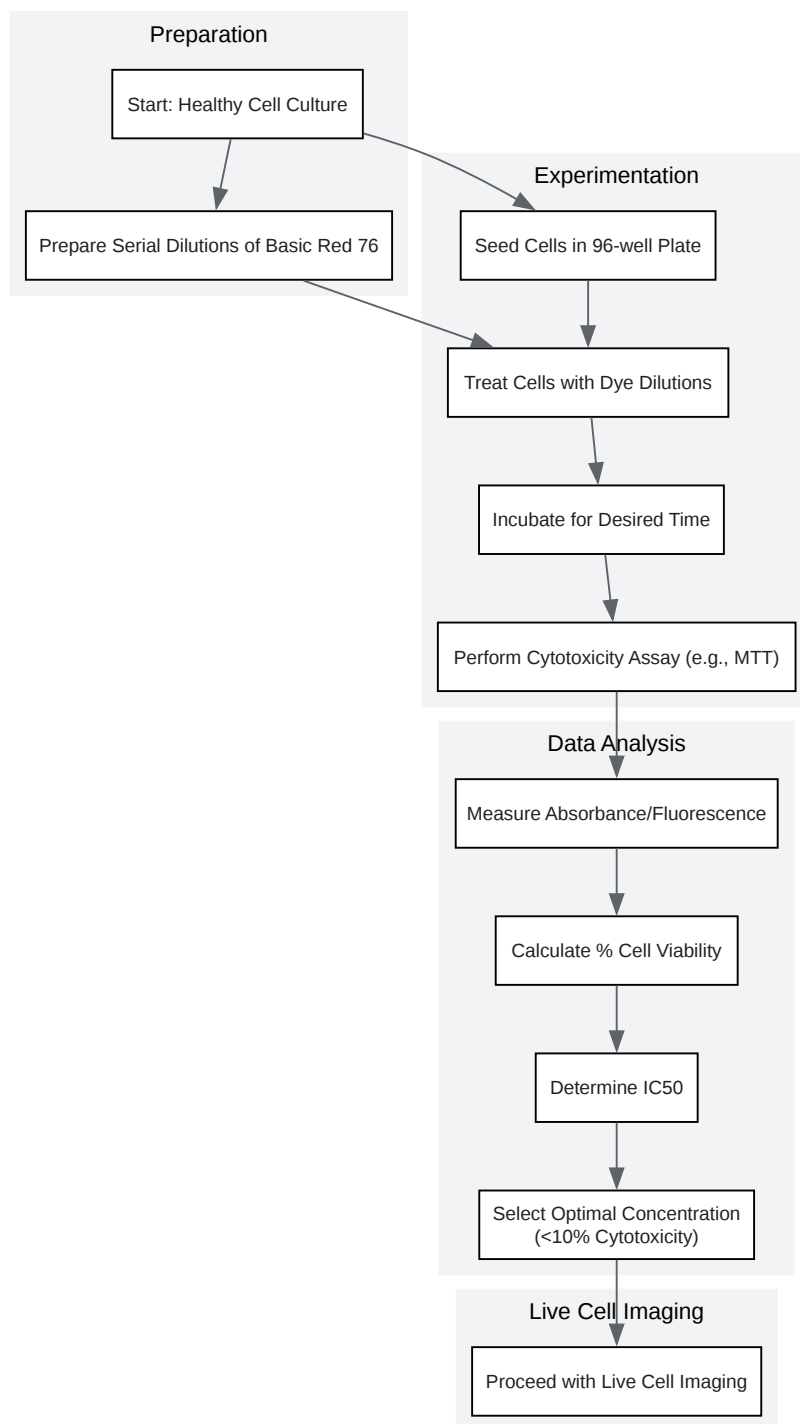 Preparation
Start: Healthy Cell Culture
Prepare Serial Dilutions of Basic Red 76
Experimentation
Seed Cells in 96-well Plate
Treat Cells with Dye Dilutions
Incubate for Desired Time
Perform Cytotoxicity Assay (e.g., MTT)
Data Analysis
Measure Absorbance/Fluorescence
Calculate % Cell Viability
Determine IC50
Select Optimal Concentration
(<10% Cytotoxicity)
Live Cell Imaging
Proceed with Live Cell Imaging